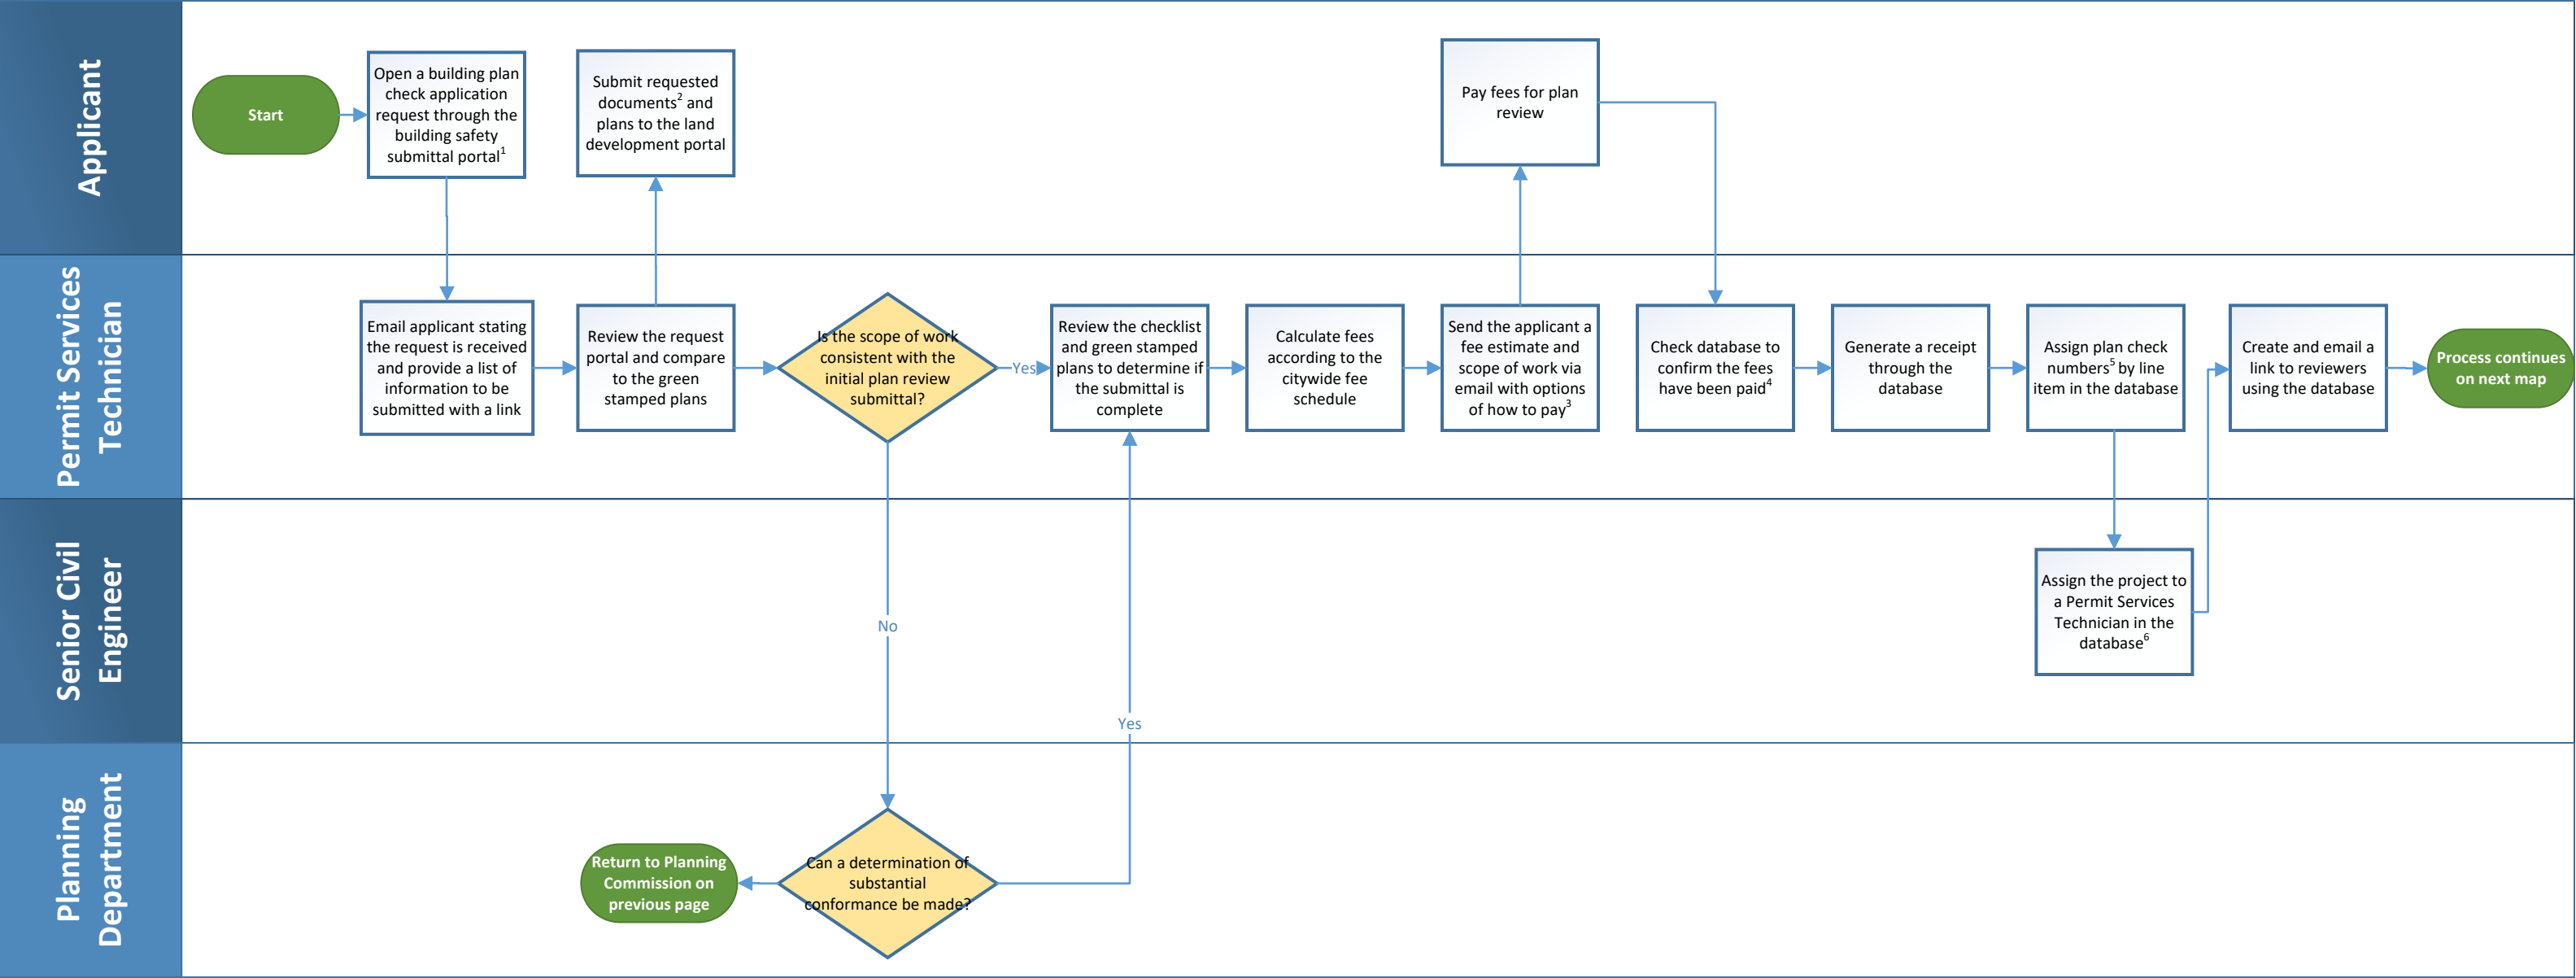 Applicant
Start
Open a building plan
check application
request through the
building safety
submittal portal1
Submit requested
documents2 and
plans to the land
development portal
Pay fees for plan
review
Permit Services
Technician
Email applicant stating
the request is received
and provide a list of
information to be
submitted with a link
Review the request
portal and compare
to the green
stamped plans
Is the scope of work
consistent with the
initial plan review
submittal?
Yes
Review the checklist
and green stamped
plans to determine if
the submittal is
complete
Calculate fees
according to the
citywide fee
schedule
Send the applicant a
fee estimate and
scope of work via
email with options
of how to pay3
Check database to
confirm the fees
have been paid4
Generate a receipt
through the
database
Assign plan check
numbers5 by line
item in the database
Create and email a
link to reviewers
using the database
Process continues
on next map
Senior Civil
Engineer
No
Yes
Assign the project to
a Permit Services
Technician in the
database6
Planning
Department
Return to Planning
Commission on
previous page
Can a determination of
substantial
conformance be made?